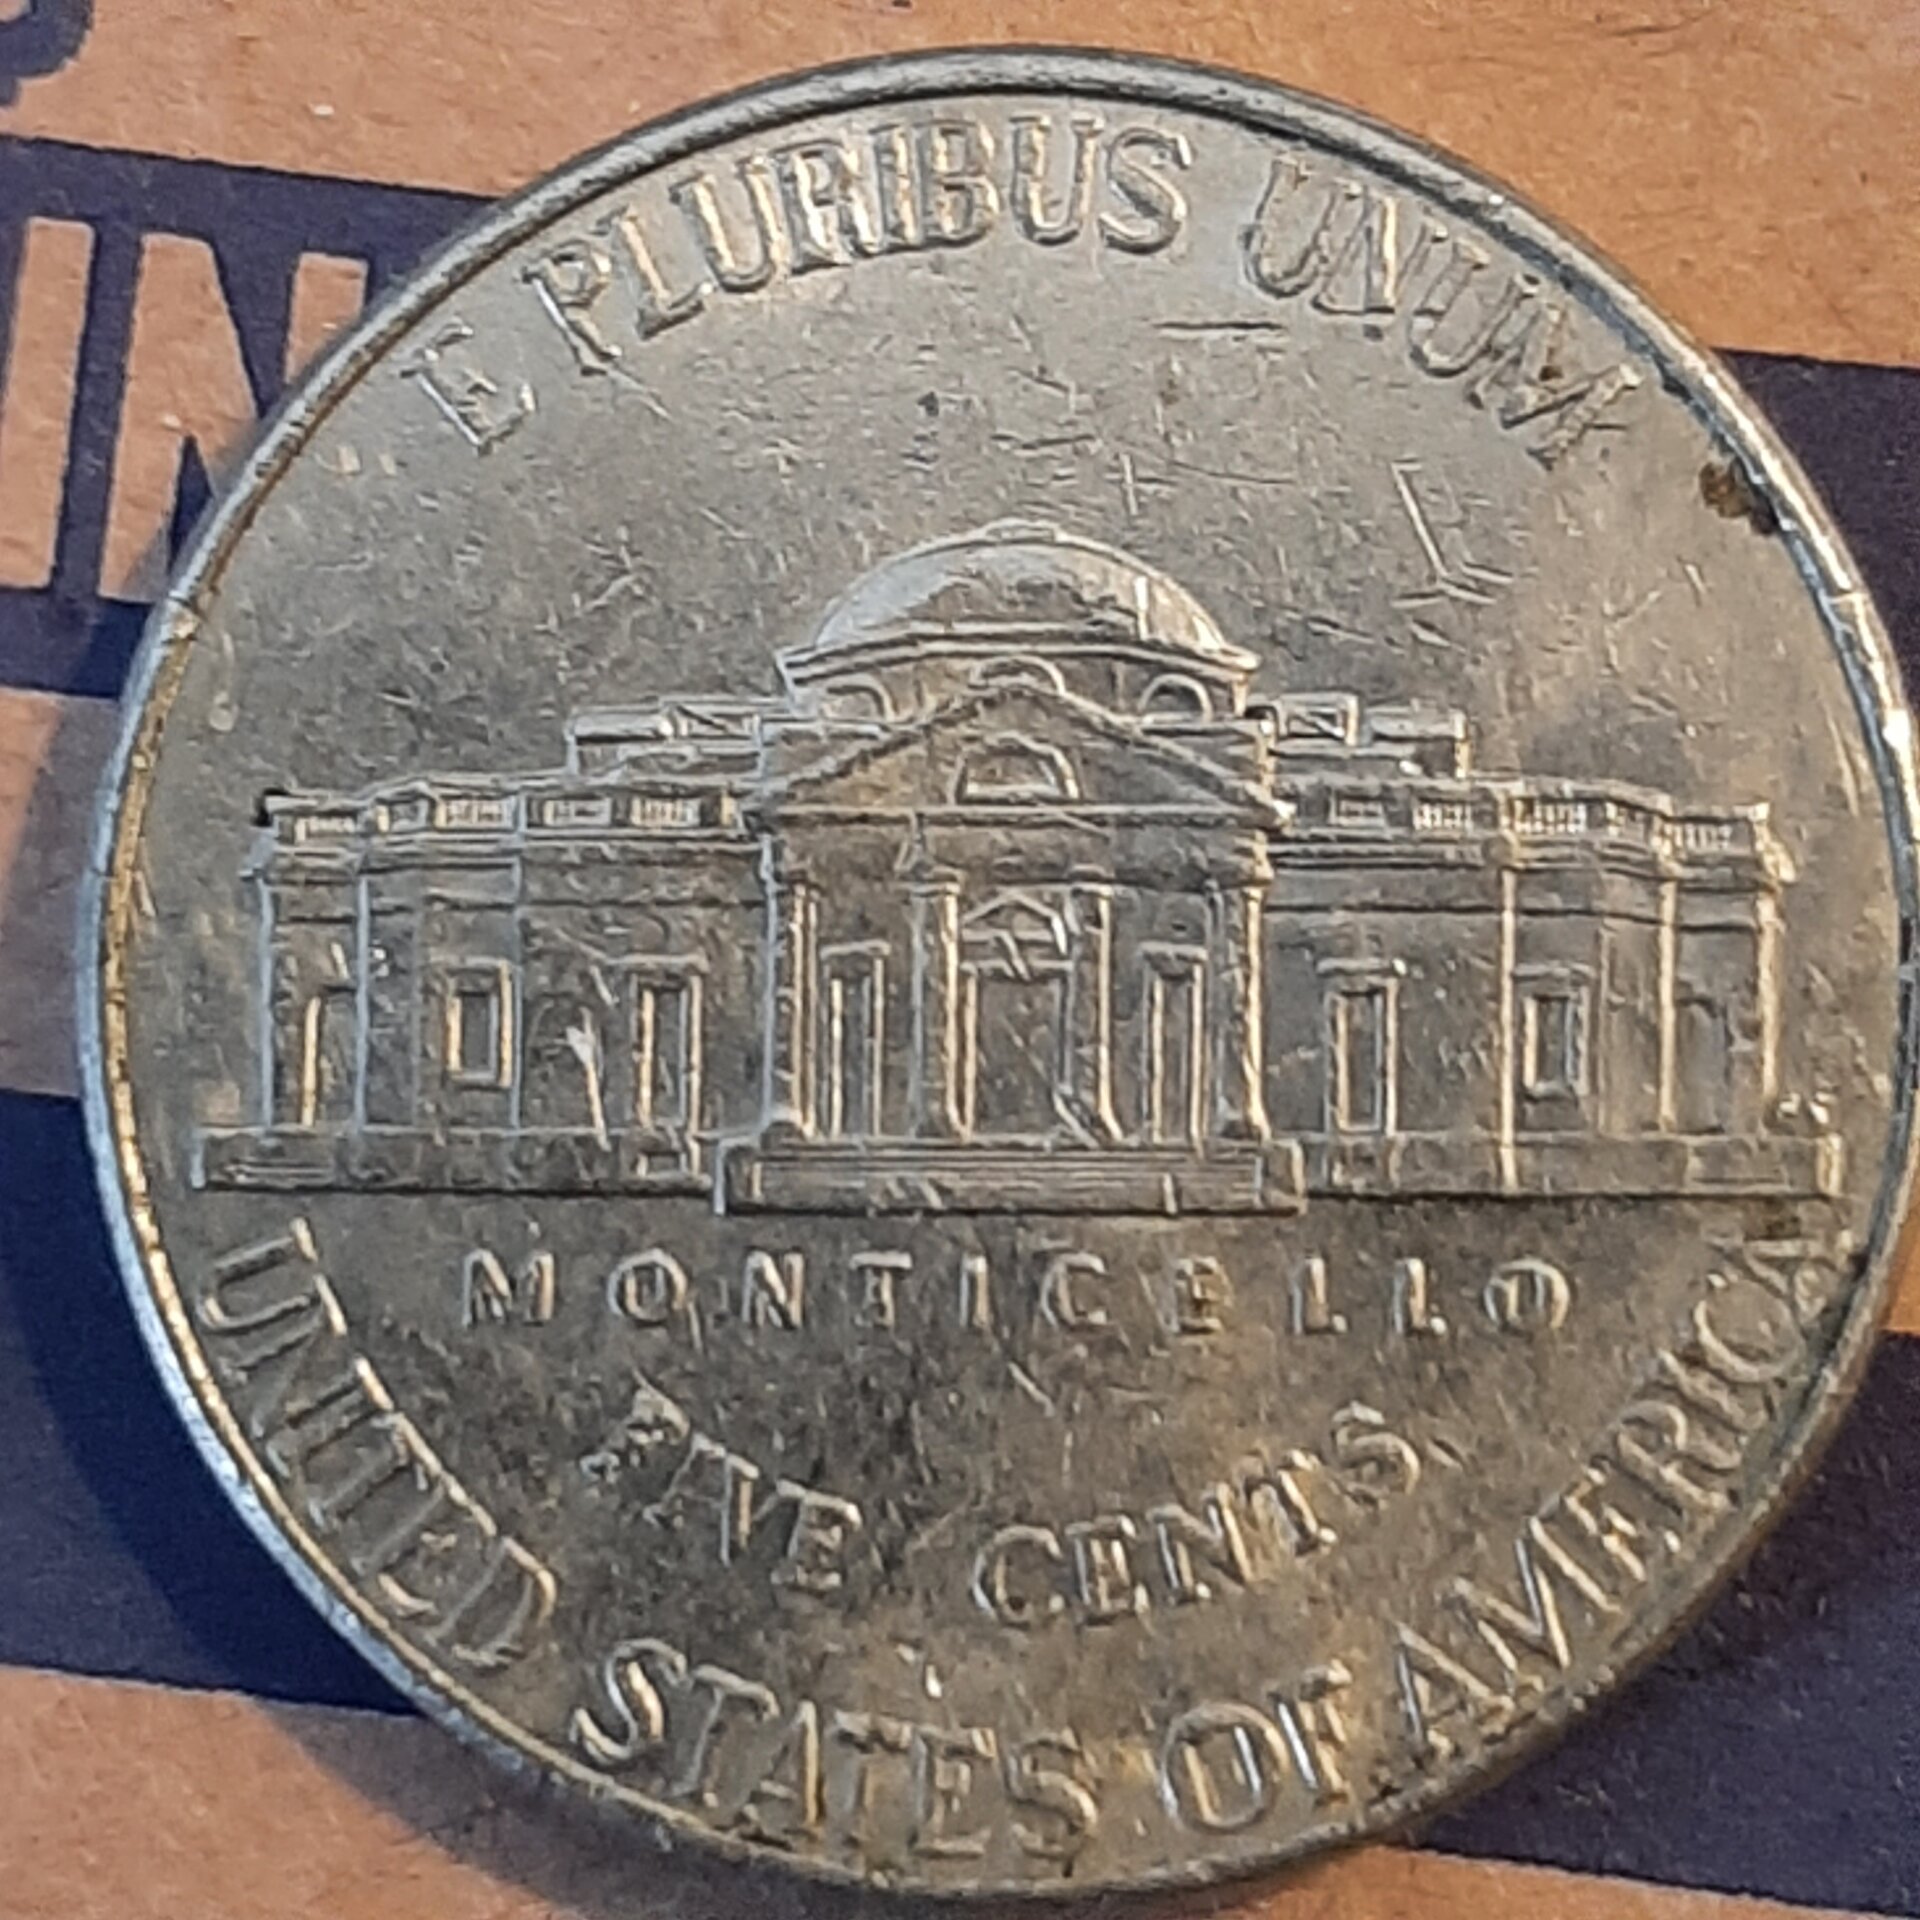 E PLURIBUS UNUM
MONTICELLO
FIVE CENTS
UNITED STATES OF AMERICA